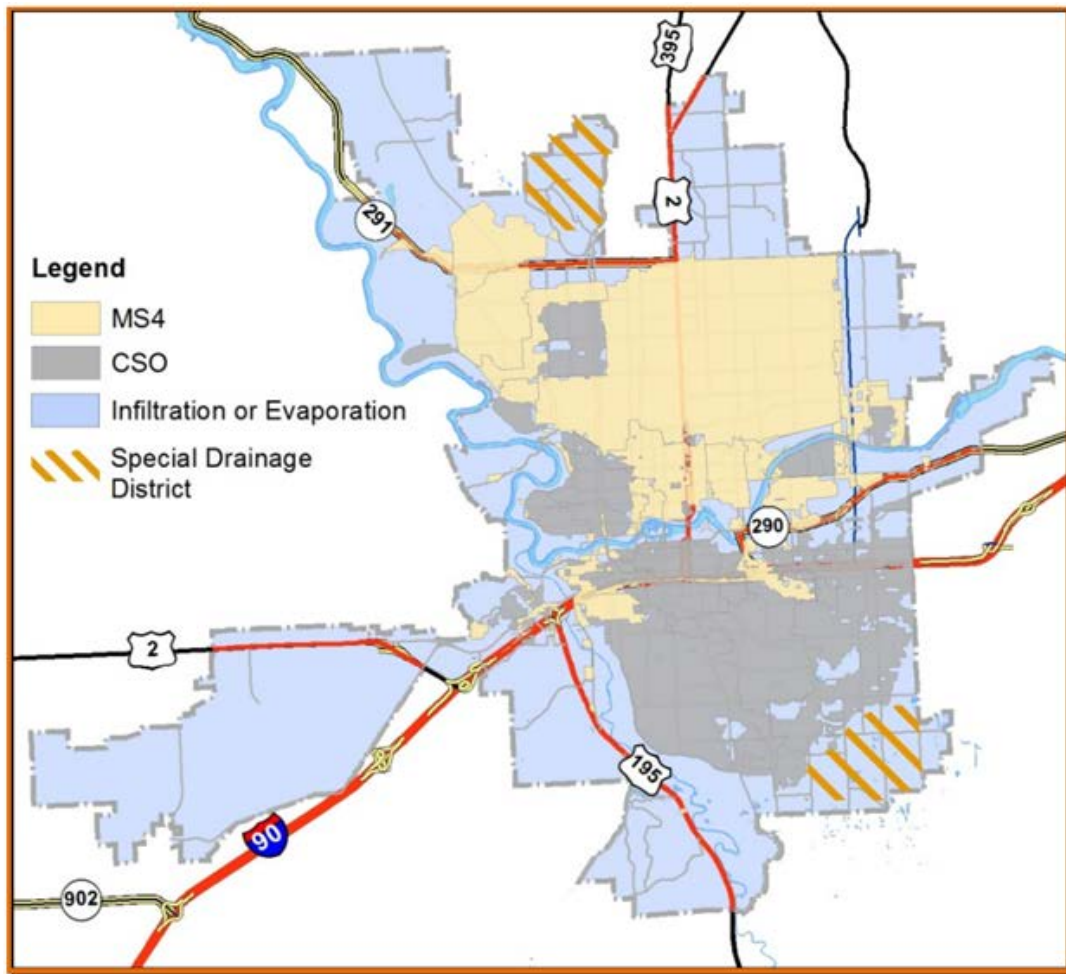 395
2
291
Legend
MS4
CSO
Infiltration or Evaporation
Special Drainage
District
290
2
195
90
902